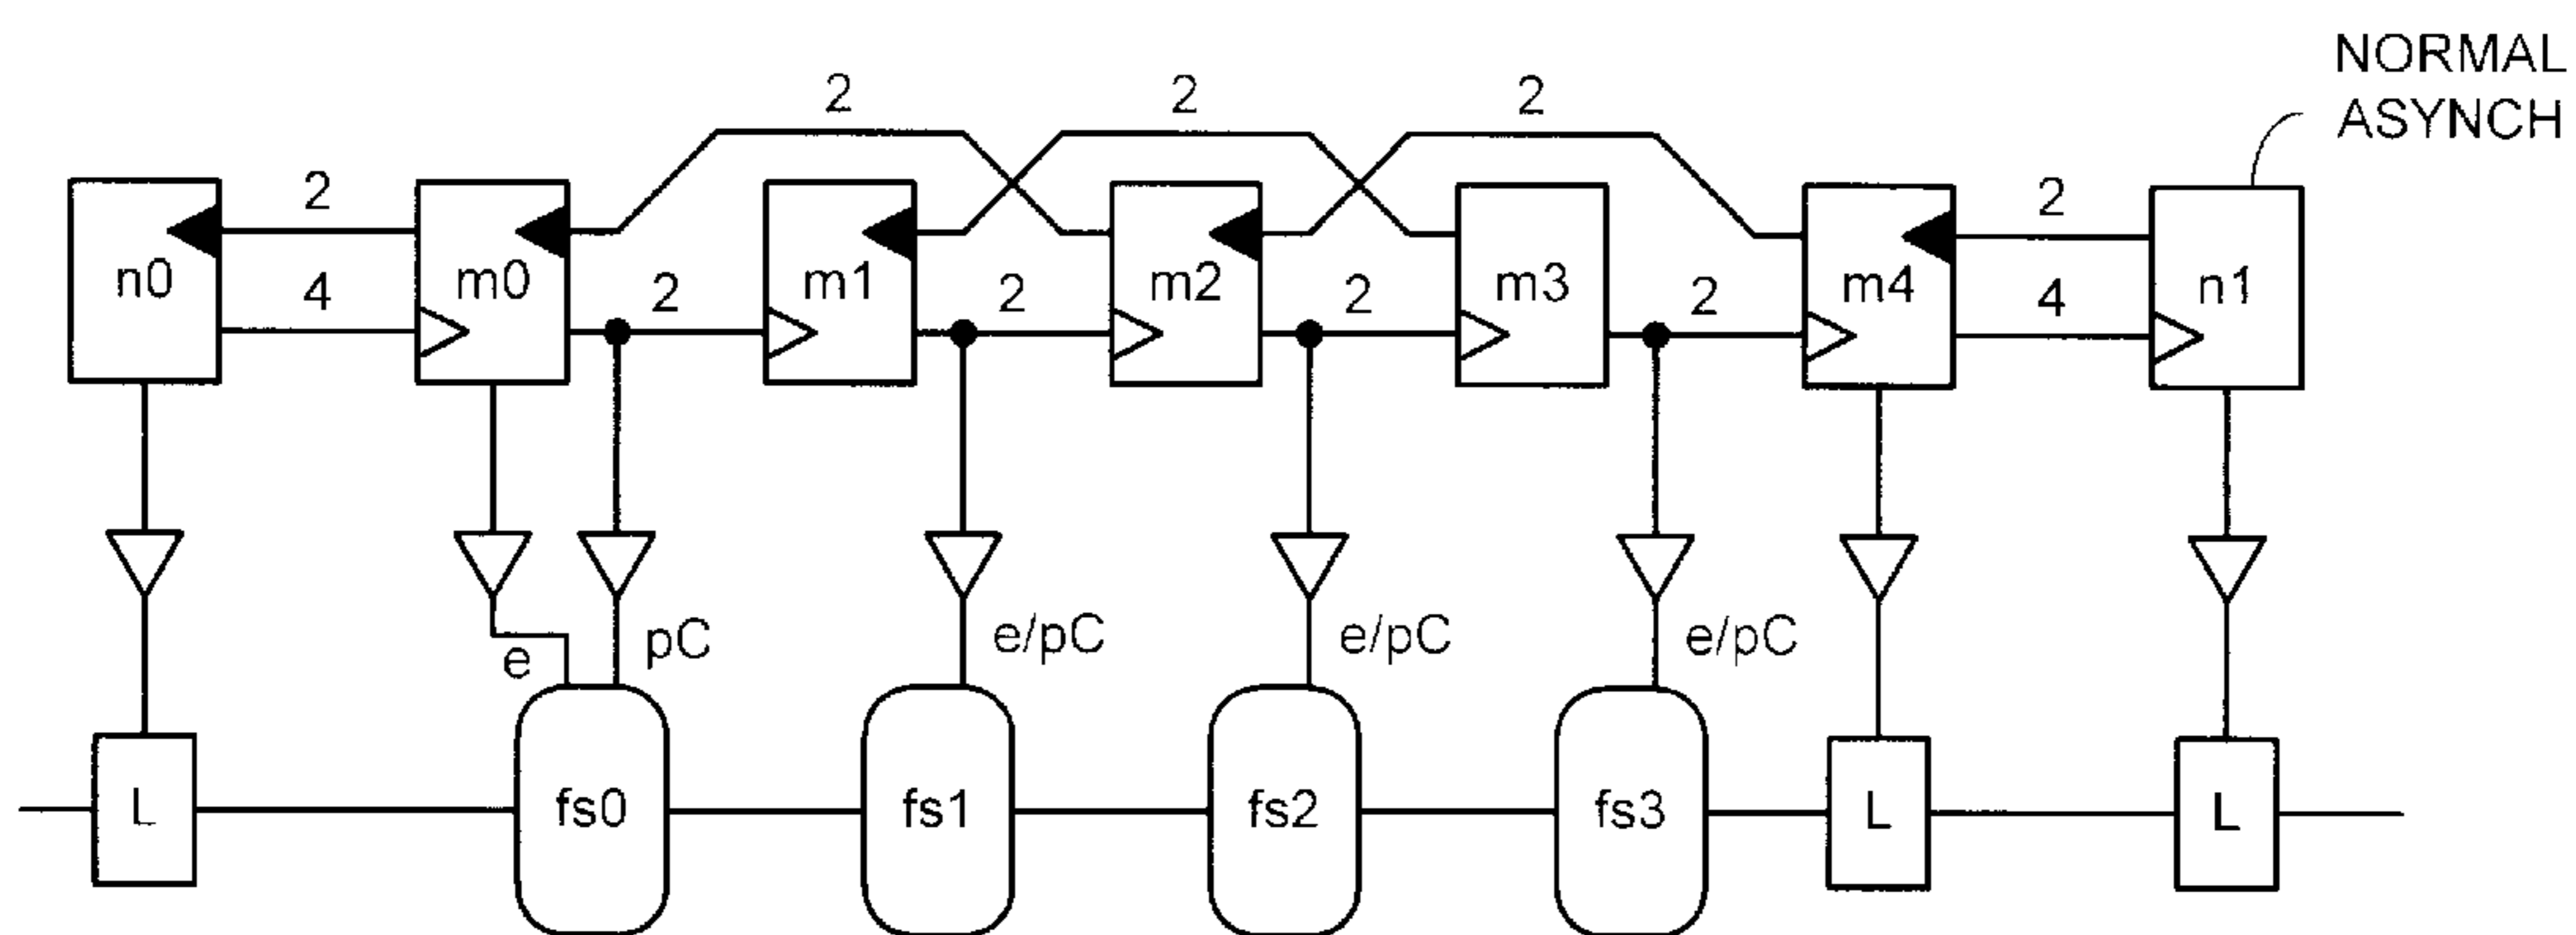 NORMAL
ASYNCH
2 2 2
2 2
n0 m0 m1 m2 m3 m4 n1
4 2 2 2 2 4
e pC e/pC e/pC e/pC
L fs0 fs1 fs2 fs3 L L